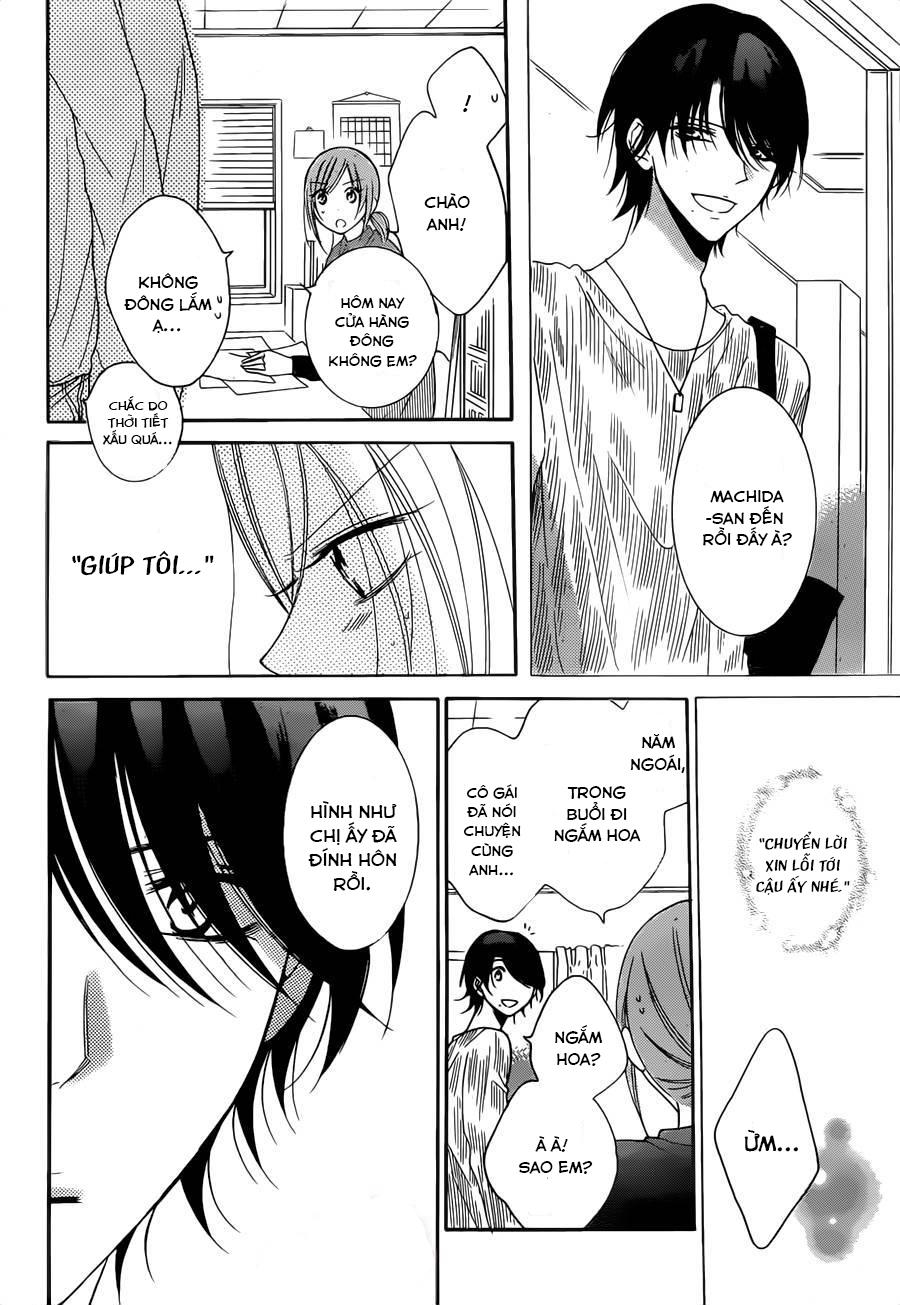 MACHIDA
-SAN ĐẾN
RỒI ĐẤY À?
!
CHÀO
ANH!
HÔM NAY
CỬA HÀNG
ĐÔNG
KHÔNG EM?
KHÔNG
ĐÔNG LẮM
Ạ...
CHẮC DO
THỜI TIẾT
XẤU QUÁ...
"GIÚP TÔI..."
"CHUYỂN LỜI
XIN LỖI TỚI
CẬU ẤY NHÉ."
ỪM...
NĂM
NGOÁI,
TRONG
BUỔI ĐI
NGẮM HOA
CÔ GÁI
ĐÃ NÓI
CHUYỆN
CÙNG
ANH...
NGẮM
HOA?
À À!
SAO EM?
HÌNH NHƯ
CHỊ ẤY ĐÃ
ĐÍNH HÔN
RỒI.